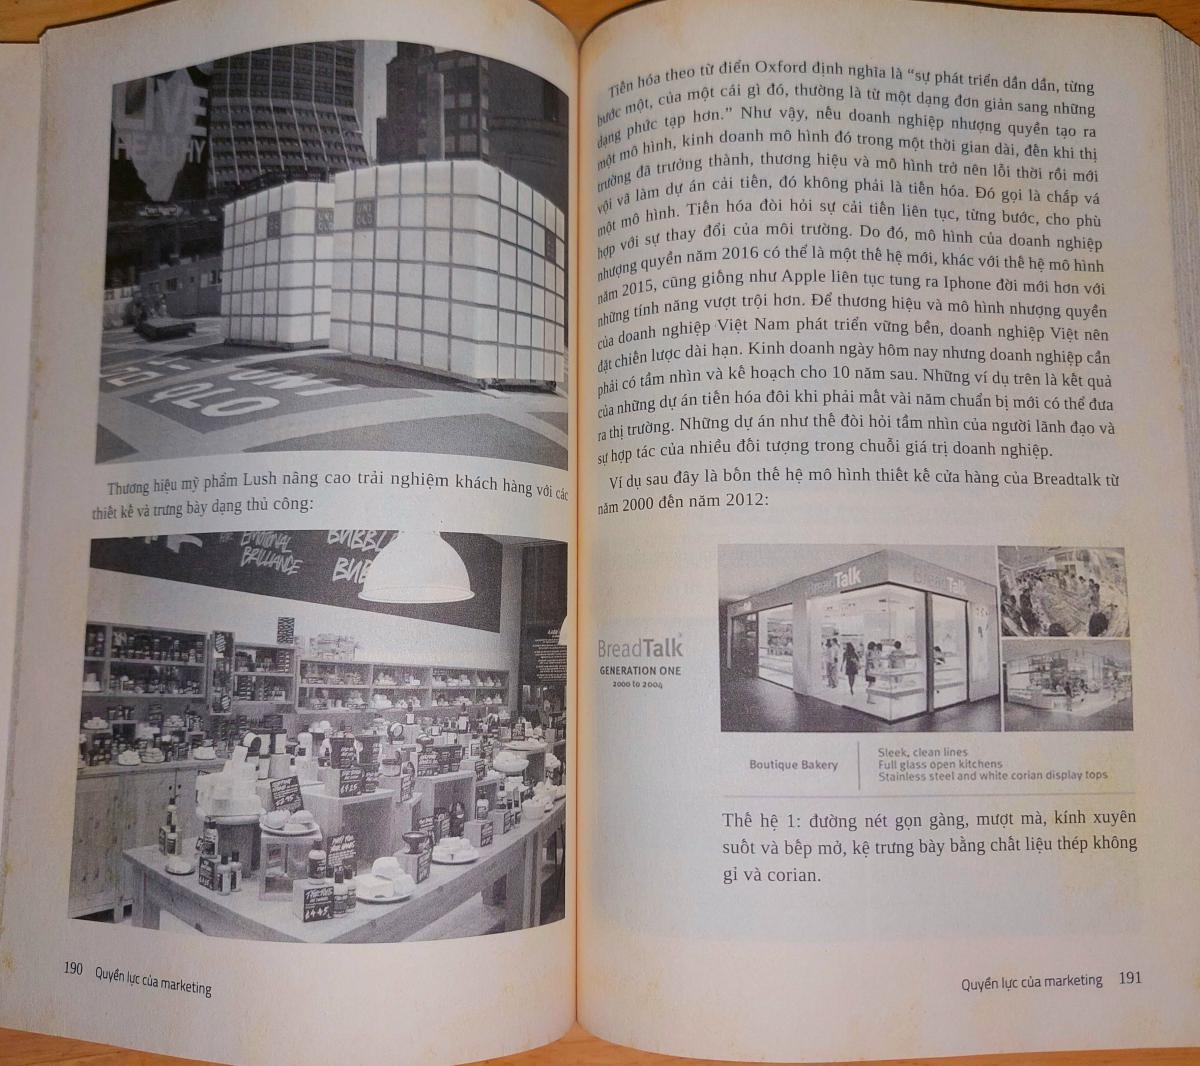 LIVE
HEALTHY
UNI
QLO
UNI
QLO
UNI
QLO
Thương hiệu mỹ phẩm Lush nâng cao trải nghiệm khách hàng với các
thiết kế và trưng bày dạng thủ công:
EMOTIONAL
BRILLIANCE
BUBBL
BUB
190 Quyền lực của marketing
Tiến hóa theo từ điển Oxford định nghĩa là “sự phát triển dần dần, từng
bước một, của một cái gì đó, thường là từ một dạng đơn giản sang những
dạng phức tạp hơn.” Như vậy, nếu doanh nghiệp nhượng quyền tạo ra
một mô hình, kinh doanh mô hình đó trong một thời gian dài, đến khi thị
trường đã trưởng thành, thương hiệu và mô hình trở nên lỗi thời rồi mới
vội vã làm dự án cải tiến, đó không phải là tiến hóa. Đó gọi là chắp vá
một mô hình. Tiến hóa đòi hỏi sự cải tiến liên tục, từng bước, cho phù
hợp với sự thay đổi của môi trường. Do đó, mô hình của doanh nghiệp
nhượng quyền năm 2016 có thể là một thế hệ mới, khác với thế hệ mô hình
năm 2015, cũng giống như Apple liên tục tung ra Iphone đời mới hơn với
những tính năng vượt trội hơn. Để thương hiệu và mô hình nhượng quyền
của doanh nghiệp Việt Nam phát triển vững bền, doanh nghiệp Việt nên
đặt chiến lược dài hạn. Kinh doanh ngày hôm nay nhưng doanh nghiệp cần
phải có tầm nhìn và kế hoạch cho 10 năm sau. Những ví dụ trên là kết quả
của những dự án tiến hóa đôi khi phải mất vài năm chuẩn bị mới có thể đưa
ra thị trường. Những dự án như thế đòi hỏi tầm nhìn của người lãnh đạo và
sự hợp tác của nhiều đối tượng trong chuỗi giá trị doanh nghiệp.
Ví dụ sau đây là bốn thế hệ mô hình thiết kế cửa hàng của Breadtalk từ
năm 2000 đến năm 2012:
BreadTalk
BreadTalk
BreadTalk
GENERATION ONE
2000 to 2004
Boutique Bakery
Sleek, clean lines
Full glass open kitchens
Stainless steel and white corian display tops
Thế hệ 1: đường nét gọn gàng, mượt mà, kính xuyên
suốt và bếp mở, kệ trưng bày bằng chất liệu thép không
gỉ và corian.
Quyền lực của marketing 191